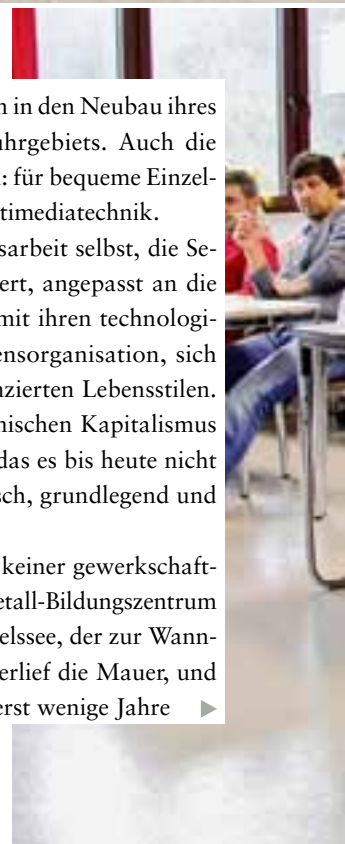 n in den Neubau ihres
uhrgebiets. Auch die
: für bequeme Einzel-
timediatechnik.
sarbeit selbst, die Se-
ert, angepasst an die
mit ihren technologi-
ensorganisation, sich
nzierten Lebensstilen.
nischen Kapitalismus
das es bis heute nicht
sch, grundlegend und
keiner gewerkschaft-
etall-Bildungszentrum
elssee, der zur Wann-
erlief die Mauer, und
erst wenige Jahre ▶